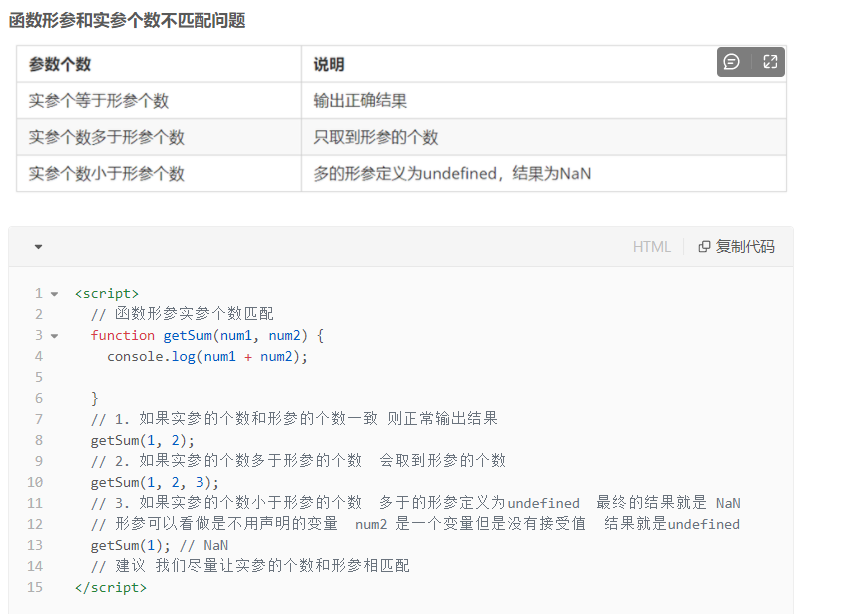 函数形参和实参个数不匹配问题
参数个数 说明
实参个等于形参个数 输出正确结果
实参个数多于形参个数 只取到形参的个数
实参个数小于形参个数 多的形参定义为undefined，结果为NaN
HTML 复制代码
1 <script>
2 // 函数形参实参个数匹配
3 function getSum(num1, num2) {
4 console.log(num1 + num2);
5
6 }
7 // 1. 如果实参的个数和形参的个数一致 则正常输出结果
8 getSum(1, 2);
9 // 2. 如果实参的个数多于形参的个数  会取到形参的个数
10 getSum(1, 2, 3);
11 // 3. 如果实参的个数小于形参的个数  多于的形参定义为undefined  最终的结果就是 NaN
12 // 形参可以看做是不用声明的变量  num2 是一个变量但是没有接受值  结果就是undefined
13 getSum(1); // NaN
14 // 建议 我们尽量让实参的个数和形参相匹配
15 </script>